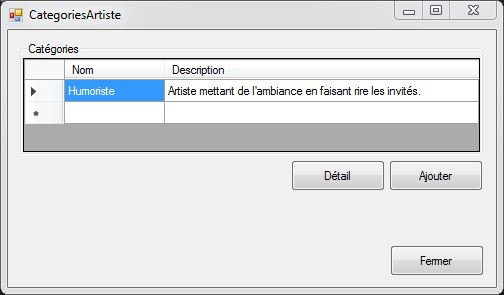 CategoriesArtiste
Catégories
Nom Description
Humoriste Artiste mettant de l'ambiance en faisant rire les invités.
*
Détail Ajouter
Fermer